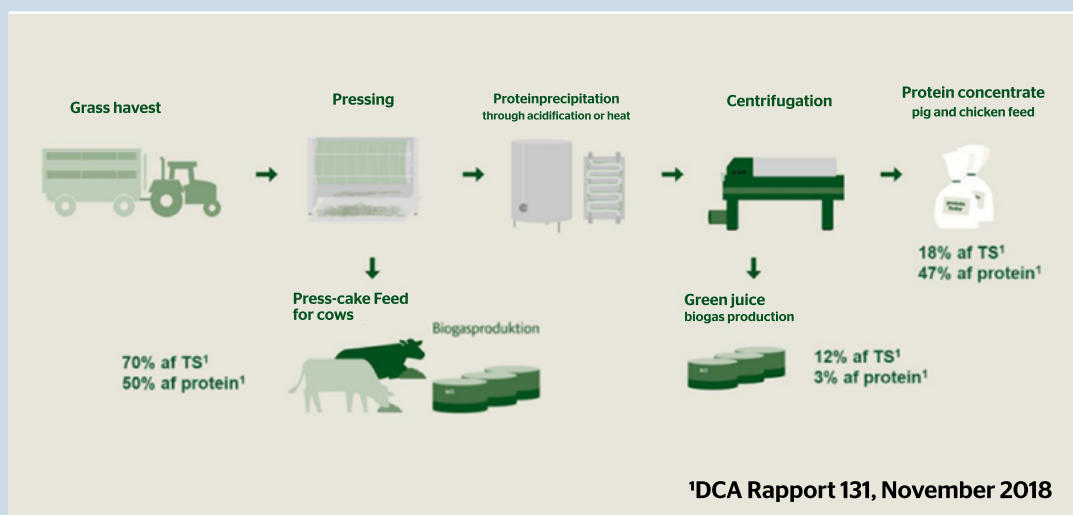 Grass havest
Pressing
Proteinprecipitation
through acidification or heat
Centrifugation
Protein concentrate
pig and chicken feed
18% af TS¹
47% af protein¹
Press-cake Feed
for cows
Biogasproduktion
70% af TS¹
50% af protein¹
Green juice
biogas production
12% af TS¹
3% af protein¹
¹DCA Rapport 131, November 2018